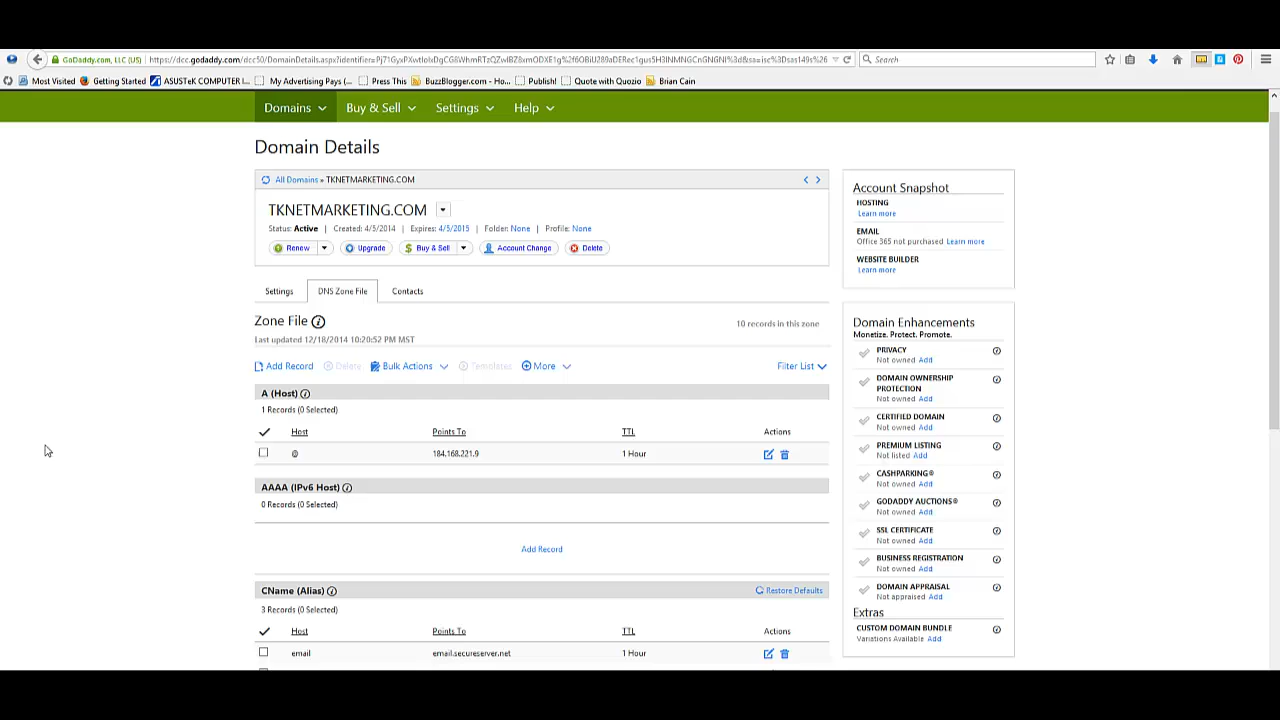 GoDaddy.com, LLC (US)
Search
Most Visited Getting Started ASUSTeK COMPUTER I... My Advertising Pays (... Press This BuzzBlogger.com - Ho... Publish! Quote with Quozio Brian Cain
Domains Buy & Sell Settings Help
Domain Details
All Domains » TKNETMARKETING.COM
TKNETMARKETING.COM
Status: Active | Created: 4/5/2014 | Expires: 4/5/2015 | Folder: None | Profile: None
Renew Upgrade Buy & Sell Account Change Delete
Settings DNS Zone File Contacts
Zone File
10 records in this zone
Last updated 12/18/2014 10:20:52 PM MST
Add Record Delete Bulk Actions Templates More Filter List
A (Host)
1 Records (0 Selected)
Host Points To TTL Actions
@ 184.168.221.9 1 Hour
AAAA (IPv6 Host)
0 Records (0 Selected)
Add Record
CName (Alias) Restore Defaults
3 Records (0 Selected)
Host Points To TTL Actions
email email.secureserver.net 1 Hour
Account Snapshot
HOSTING
Learn more
EMAIL
Office 365 not purchased Learn more
WEBSITE BUILDER
Learn more
Domain Enhancements
Monetize. Protect. Promote.
PRIVACY
Not owned Add
DOMAIN OWNERSHIP
PROTECTION
Not owned Add
CERTIFIED DOMAIN
Not owned Add
PREMIUM LISTING
Not listed Add
CASHPARKING®
Not owned Add
GODADDY AUCTIONS®
Not owned Add
SSL CERTIFICATE
Not owned Add
BUSINESS REGISTRATION
Not owned Add
DOMAIN APPRAISAL
Not appraised Add
Extras
CUSTOM DOMAIN BUNDLE
Variations Available Add